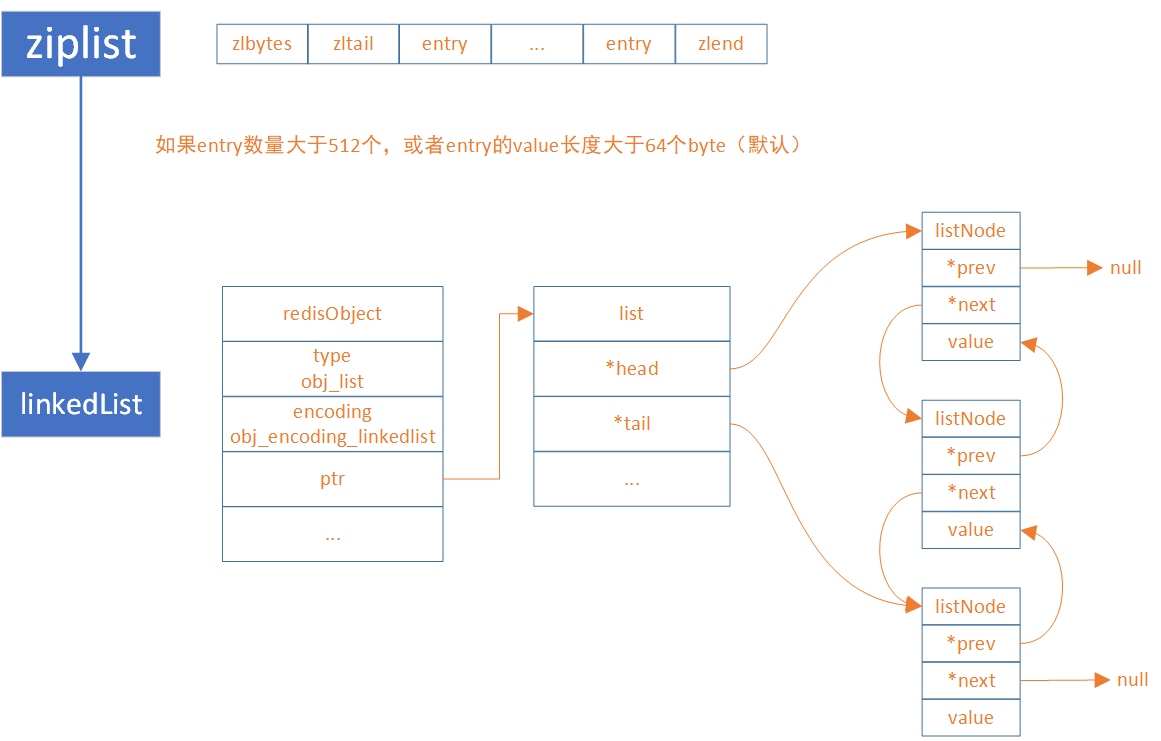 ziplist
zlbytes zltail entry ... entry zlend
如果entry数量大于512个，或者entry的value长度大于64个byte（默认）
linkedList
redisObject
type
obj_list
encoding
obj_encoding_linkedlist
ptr
...
list
*head
*tail
...
listNode
*prev
null
*next
value
listNode
*prev
*next
value
listNode
*prev
*next
null
value